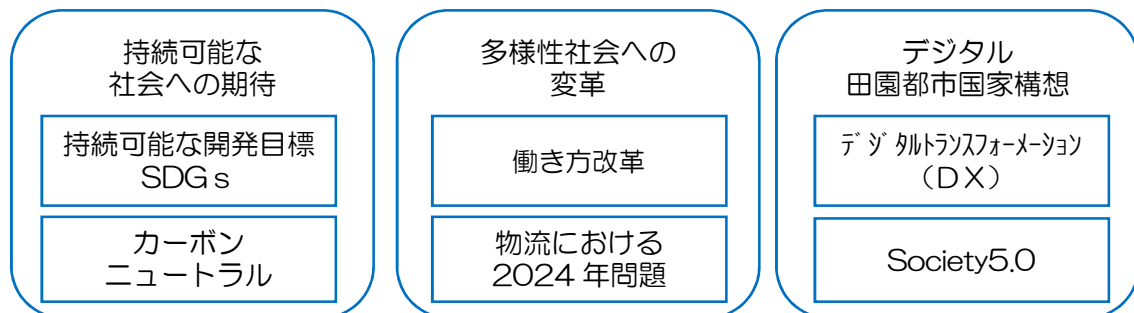 持続可能な
社会への期待
持続可能な開発目標
SDGs
カーボン
ニュートラル
多様性社会への
変革
働き方改革
物流における
2024年問題
デジタル
田園都市国家構想
ﾃﾞｼﾞﾀﾙﾄﾗﾝｽﾌｫｰﾒｰｼｮﾝ
（DX）
Society5.0